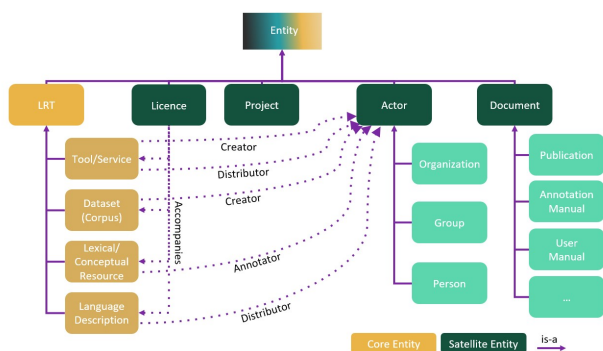 Entity
LRT
Licence
Project
Actor
Document
Tool/Service
Creator
Distributor
Creator
Dataset
(Corpus)
Accompanies
Lexical/
Conceptual
Resource
Annotator
Language
Description
Distributor
Organization
Group
Person
Publication
Annotation
Manual
User
Manual
...
Core Entity
Satellite Entity
is-a